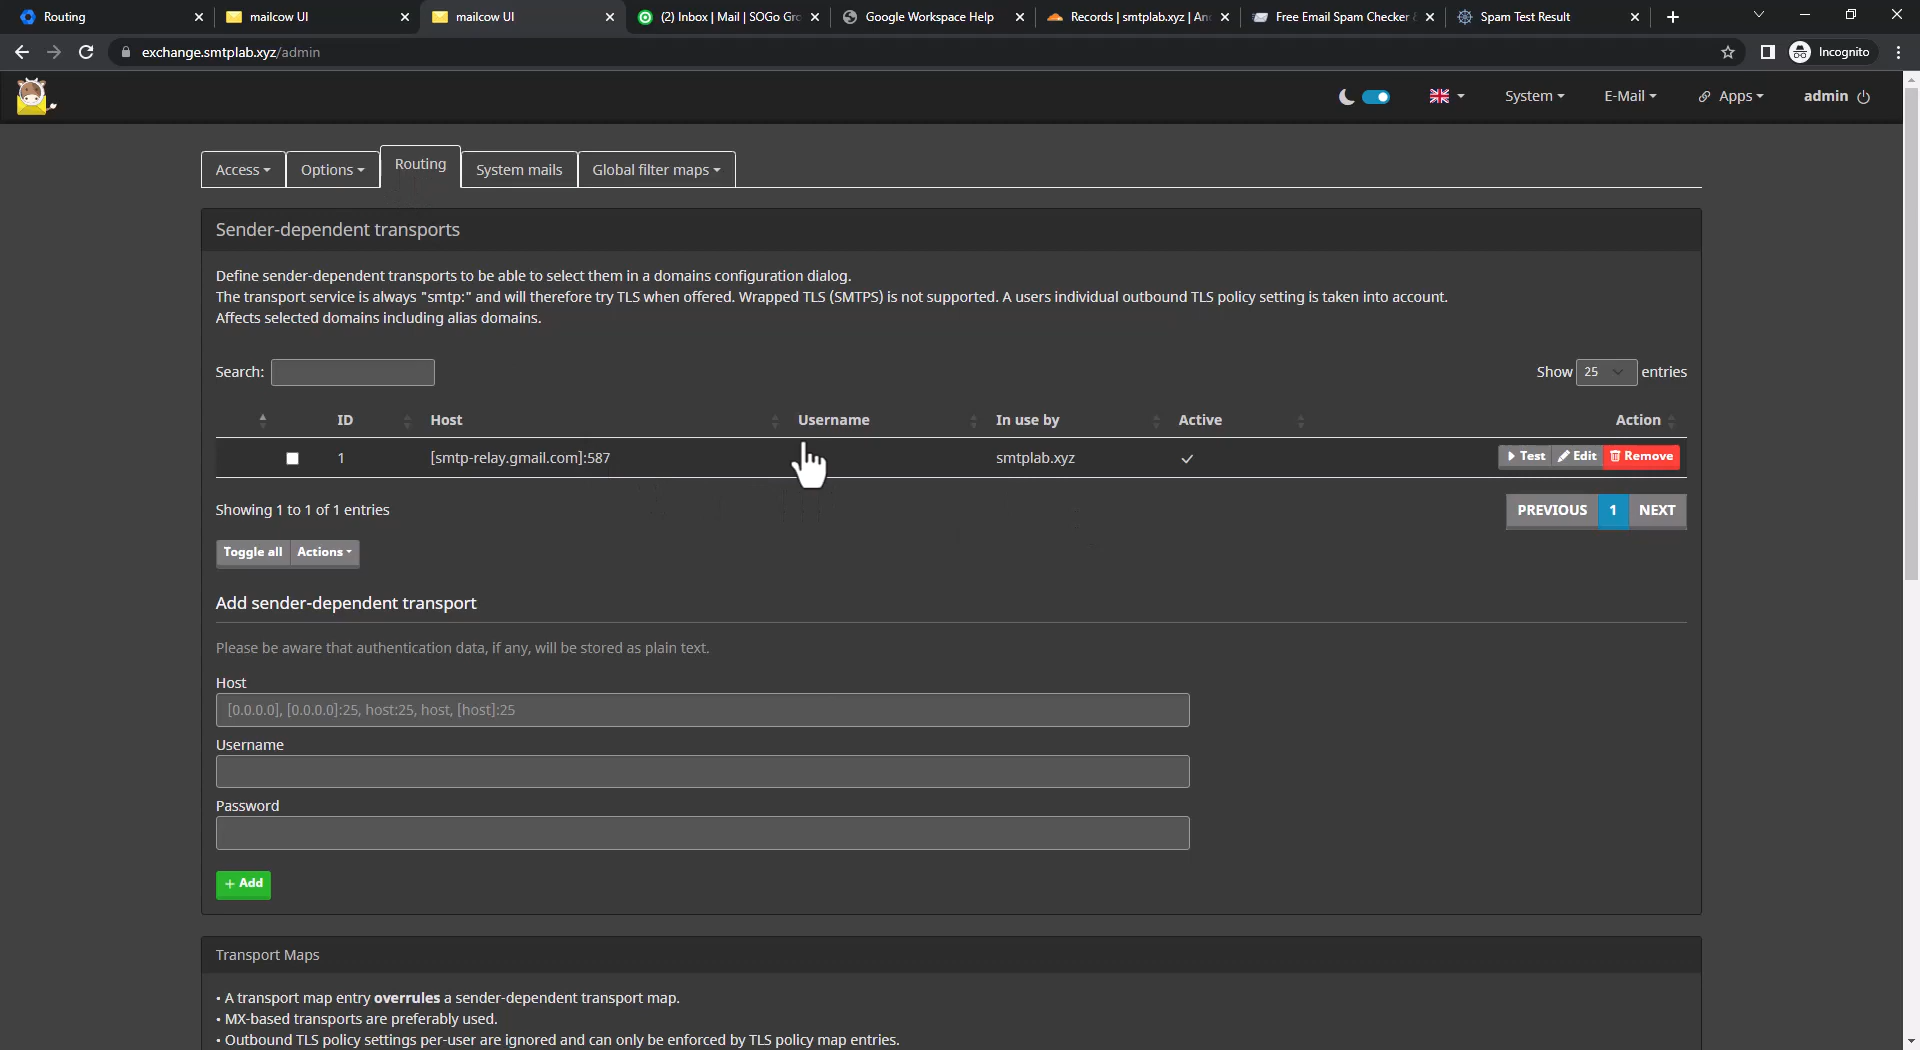 Routing
mailcow UI
mailcow UI
(2) Inbox | Mail | SOGo Gro
Google Workspace Help
Records | smtplab.xyz | An
Free Email Spam Checker
Spam Test Result
exchange.smtplab.xyz/admin
Incognito
System
E-Mail
Apps
admin
Access
Options
Routing
System mails
Global filter maps
Sender-dependent transports
Define sender-dependent transports to be able to select them in a domains configuration dialog.
The transport service is always "smtp:" and will therefore try TLS when offered. Wrapped TLS (SMTPS) is not supported. A users individual outbound TLS policy setting is taken into account.
Affects selected domains including alias domains.
Search:
Show 25 entries
ID Host Username In use by Active Action
1 [smtp-relay.gmail.com]:587 smtplab.xyz Test Edit Remove
Showing 1 to 1 of 1 entries
PREVIOUS 1 NEXT
Toggle all Actions
Add sender-dependent transport
Please be aware that authentication data, if any, will be stored as plain text.
Host
[0.0.0.0], [0.0.0.0]:25, host:25, host, [host]:25
Username
Password
+ Add
Transport Maps
• A transport map entry overrules a sender-dependent transport map.
• MX-based transports are preferably used.
• Outbound TLS policy settings per-user are ignored and can only be enforced by TLS policy map entries.